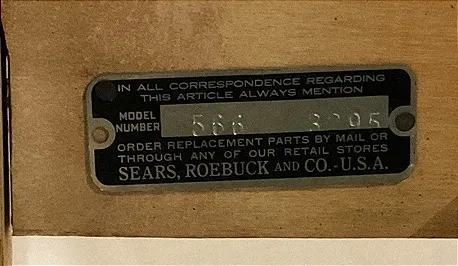 IN ALL CORRESPONDENCE REGARDING
THIS ARTICLE ALWAYS MENTION
MODEL
NUMBER 566
ORDER REPLACEMENT PARTS BY MAIL OR
THROUGH ANY OF OUR RETAIL STORES
SEARS, ROEBUCK AND CO.-U.S.A.